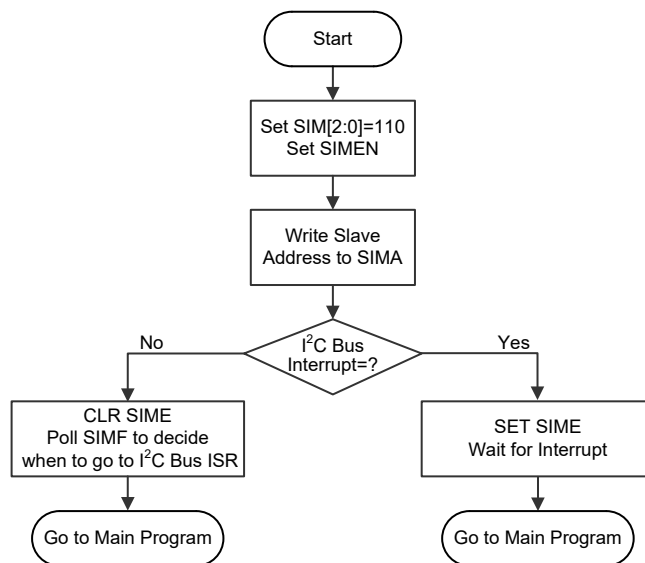 Start
Set SIM[2:0]=110
Set SIMEN
Write Slave
Address to SIMA
I²C Bus
Interrupt=?
No
Yes
CLR SIME
Poll SIMF to decide
when to go to I²C Bus ISR
SET SIME
Wait for Interrupt
Go to Main Program
Go to Main Program